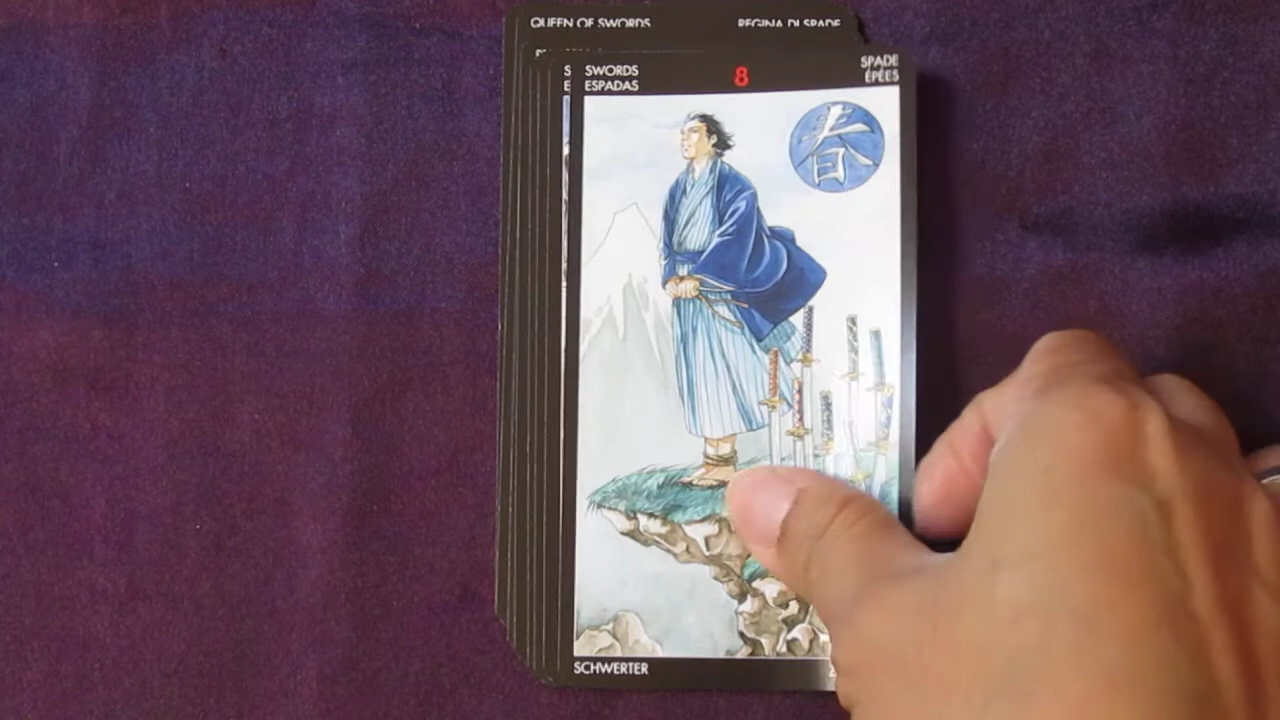 QUEEN OF SWORDS
REGINA DI SPADE
SWORDS
ESPADAS
8
SPADE
ÉPÉES
春
SCHWERTER